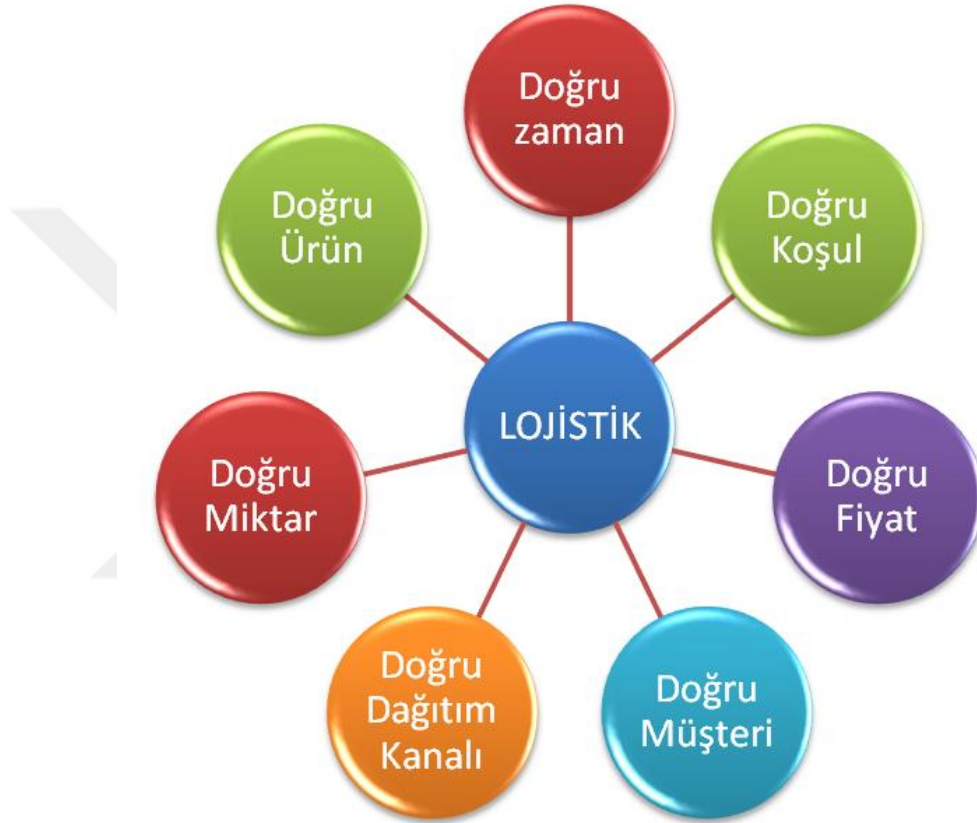 Doğru
zaman
Doğru
Koşul
Doğru
Fiyat
Doğru
Müşteri
Doğru
Dağıtım
Kanalı
Doğru
Miktar
Doğru
Ürün
LOJİSTİK